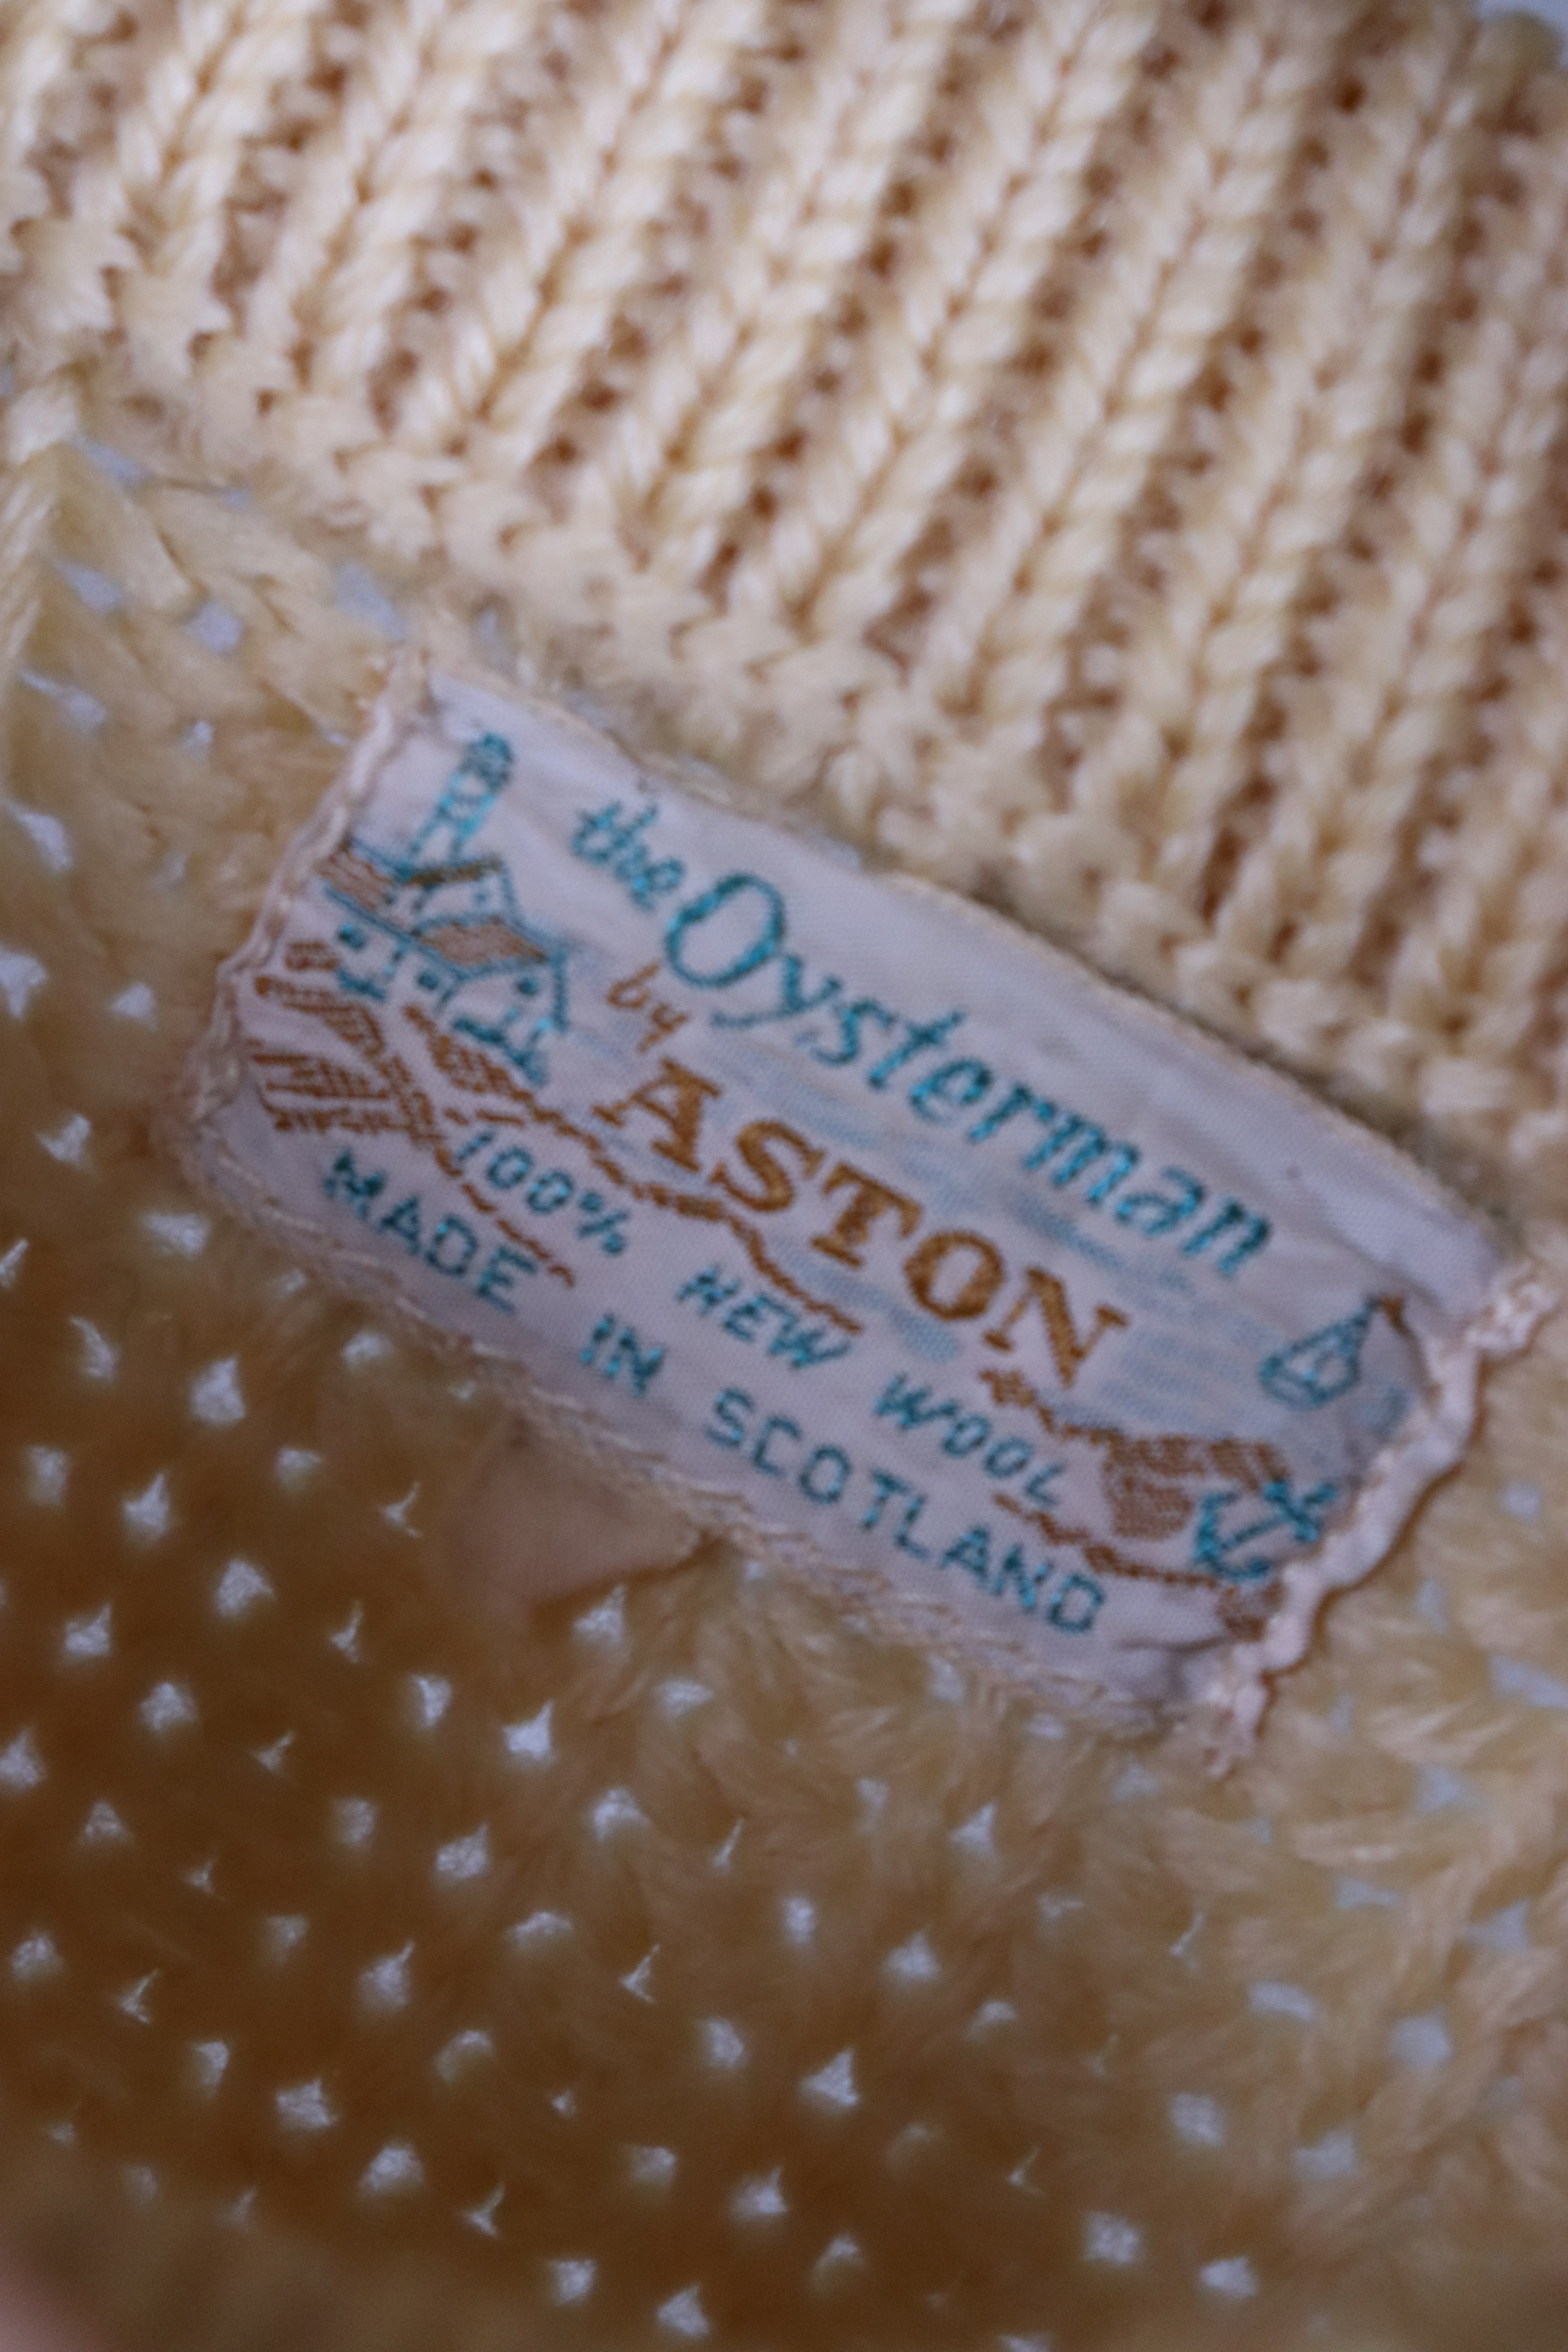 the Oysterman
by
ASTON
100% NEW WOOL
MADE IN SCOTLAND